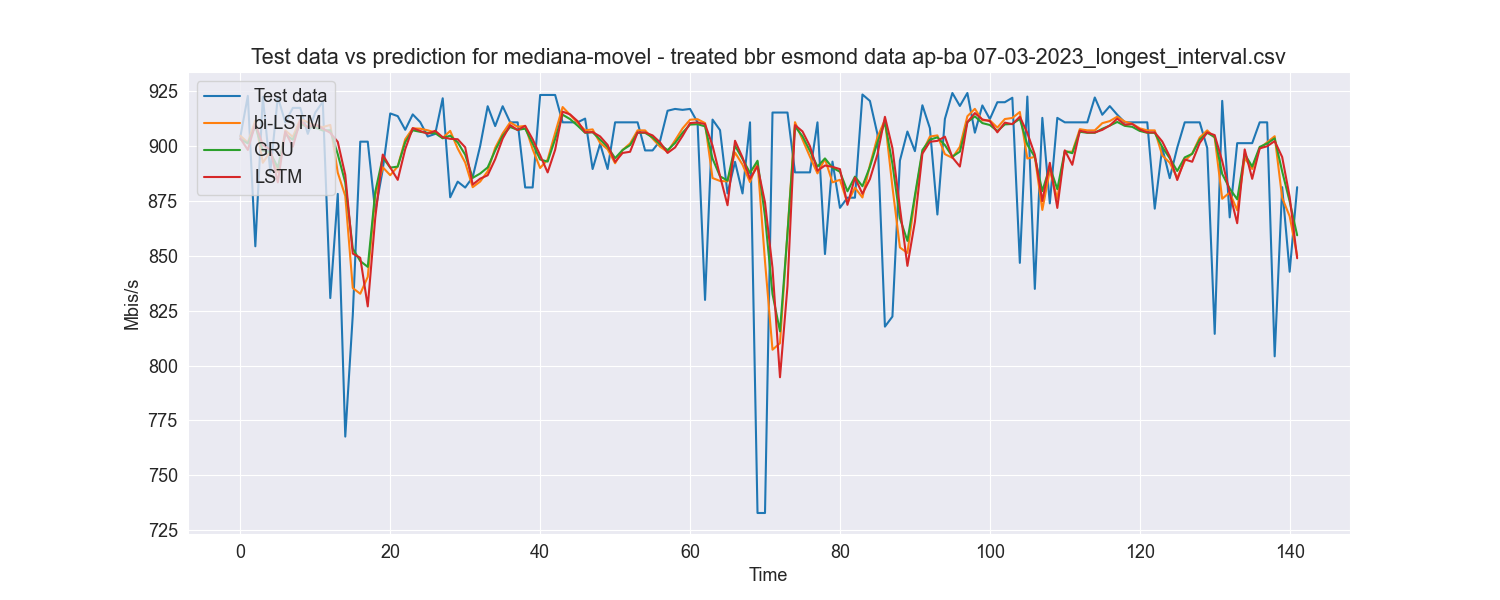 Test data vs prediction for mediana-movel - treated bbr esmond data ap-ba 07-03-2023_longest_interval.csv
925
900
875
850
825
800
775
750
725
Mbis/s
Test data
bi-LSTM
GRU
LSTM
0
20
40
60
80
100
120
140
Time